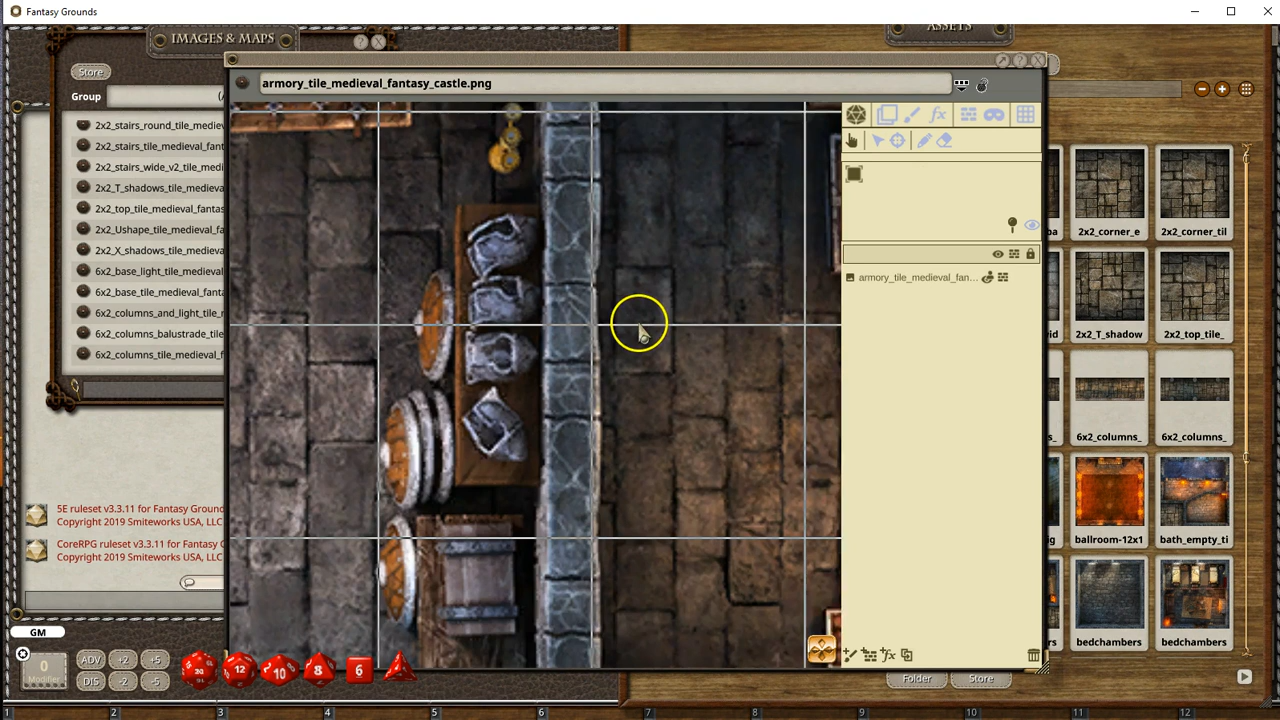 Fantasy Grounds
IMAGES & MAPS
ASSETS
Store
armory_tile_medieval_fantasy_castle.png
Group
2x2_stairs_round_tile_mediev
2x2_stairs_tile_medieval_fant
2x2_stairs_wide_v2_tile_medi
2x2_T_shadows_tile_medieval
2x2_top_tile_medieval_fantas
2x2_Ushape_tile_medieval_fa
2x2_X_shadows_tile_medieva
6x2_base_light_tile_medieval
6x2_base_tile_medieval_fanta
6x2_columns_and_light_tile_r
6x2_columns_balustrade_tile
6x2_columns_tile_medieval_f
armory_tile_medieval_fan...
2x2_corner_e
2x2_corner_til
2x2_T_shadow
2x2_top_tile_
6x2_columns_
6x2_columns_
ballroom-12x1
bath_empty_ti
bedchambers
bedchambers
5E ruleset v3.3.11 for Fantasy Ground
Copyright 2019 Smiteworks USA, LLC
CoreRPG ruleset v3.3.11 for Fantasy G
Copyright 2019 Smiteworks USA, LLC
GM
0
Modifier
ADV
+2
+5
DIS
-2
-5
20
12
10
8
6
Folder
Store
1
2
3
4
5
6
7
8
9
10
11
12